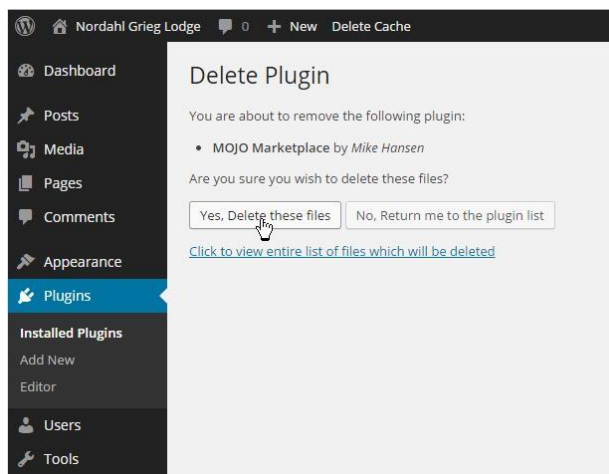 Nordahl Grieg Lodge 0 + New Delete Cache
Dashboard
Posts
Media
Pages
Comments
Appearance
Plugins
Installed Plugins
Add New
Editor
Users
Tools
Delete Plugin
You are about to remove the following plugin:
• MOJO Marketplace by Mike Hansen
Are you sure you wish to delete these files?
Yes, Delete these files No, Return me to the plugin list
Click to view entire list of files which will be deleted